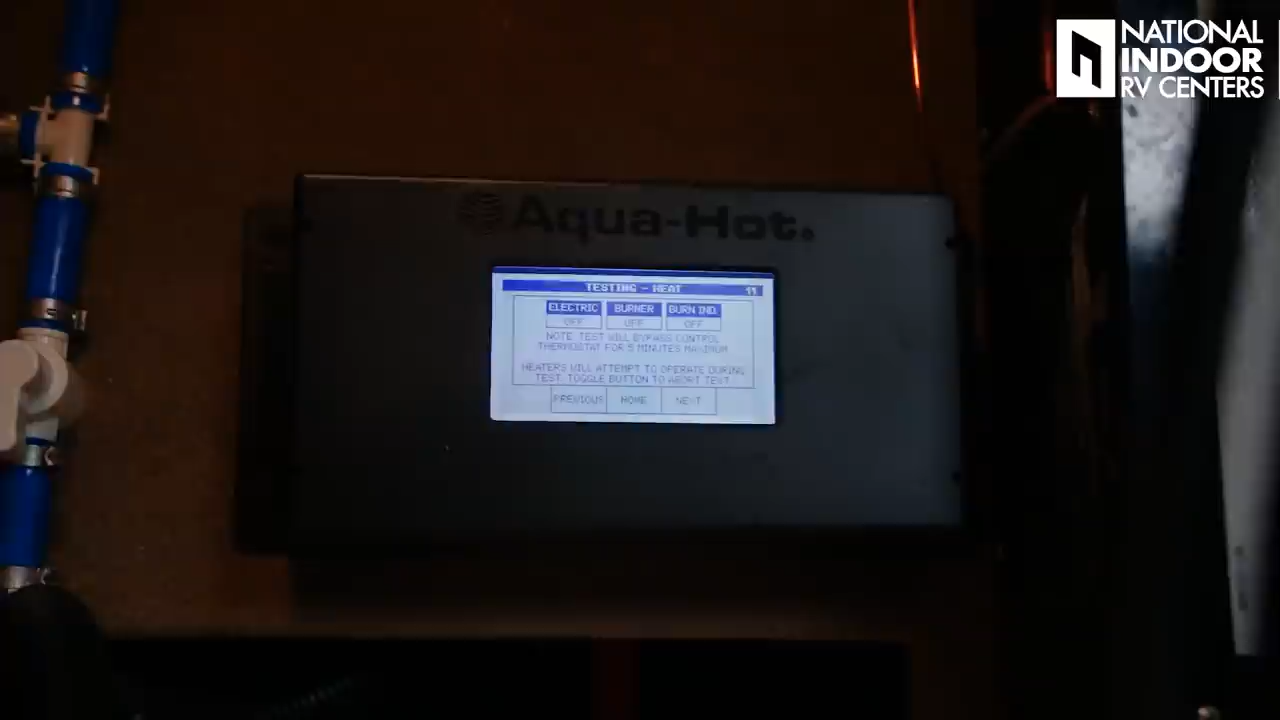 NATIONAL
INDOOR
RV CENTERS
Aqua-Hot.
TESTING - HEAT 11
ELECTRIC BURNER BURN IND.
OFF OFF OFF
NOTE TEST WILL BYPASS CONTROL
THERMOSTAT FOR 5 MINUTES MAXIMUM
HEATERS WILL ATTEMPT TO OPERATE DURING
TEST. TOGGLE BUTTON TO ABORT TEST
PREVIOUS HOME NEXT